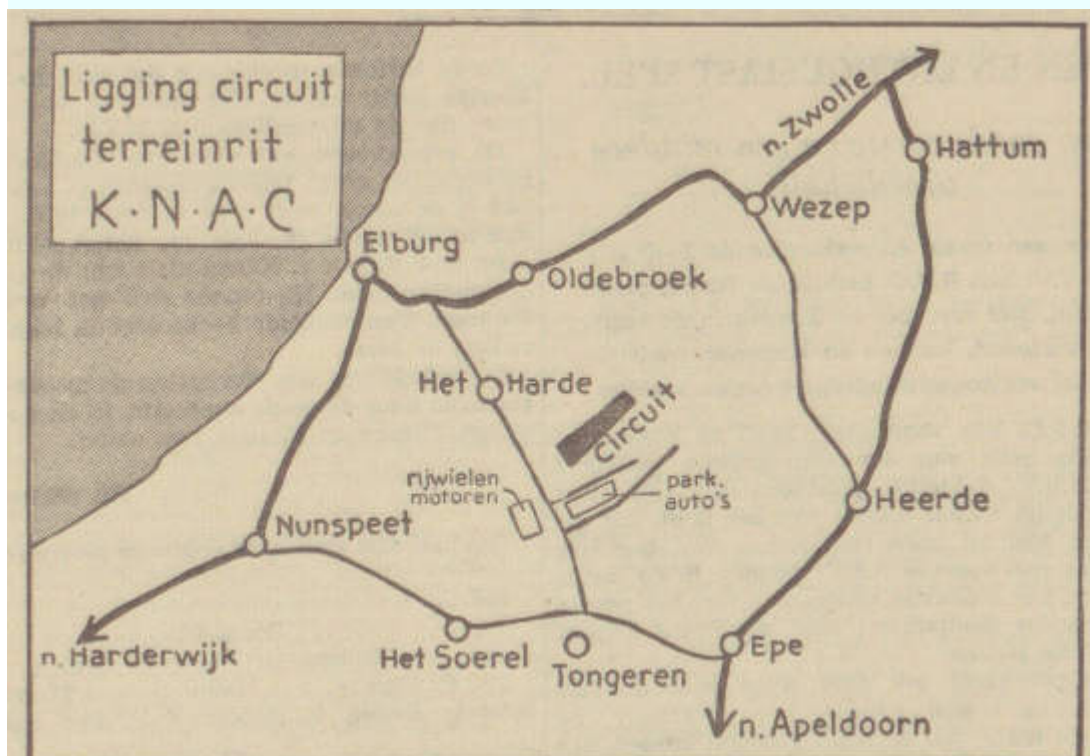 Ligging circuit
terreinrit
K·N·A·C
n. Zwolle
Hattum
Wezep
Elburg
Oldebroek
Het Harde
Circuit
rijwielen
motoren
park.
auto's
Heerde
Nunspeet
n. Harderwijk
Het Soerel
Tongeren
Epe
n. Apeldoorn